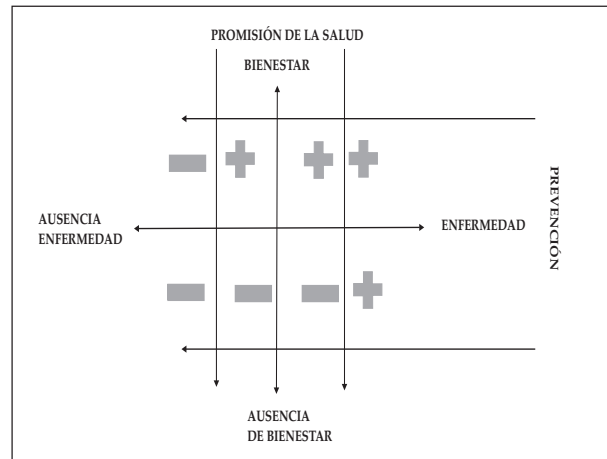 PROMISIÓN DE LA SALUD
BIENESTAR
PREVENCIÓN
AUSENCIA
ENFERMEDAD
ENFERMEDAD
AUSENCIA
DE BIENESTAR